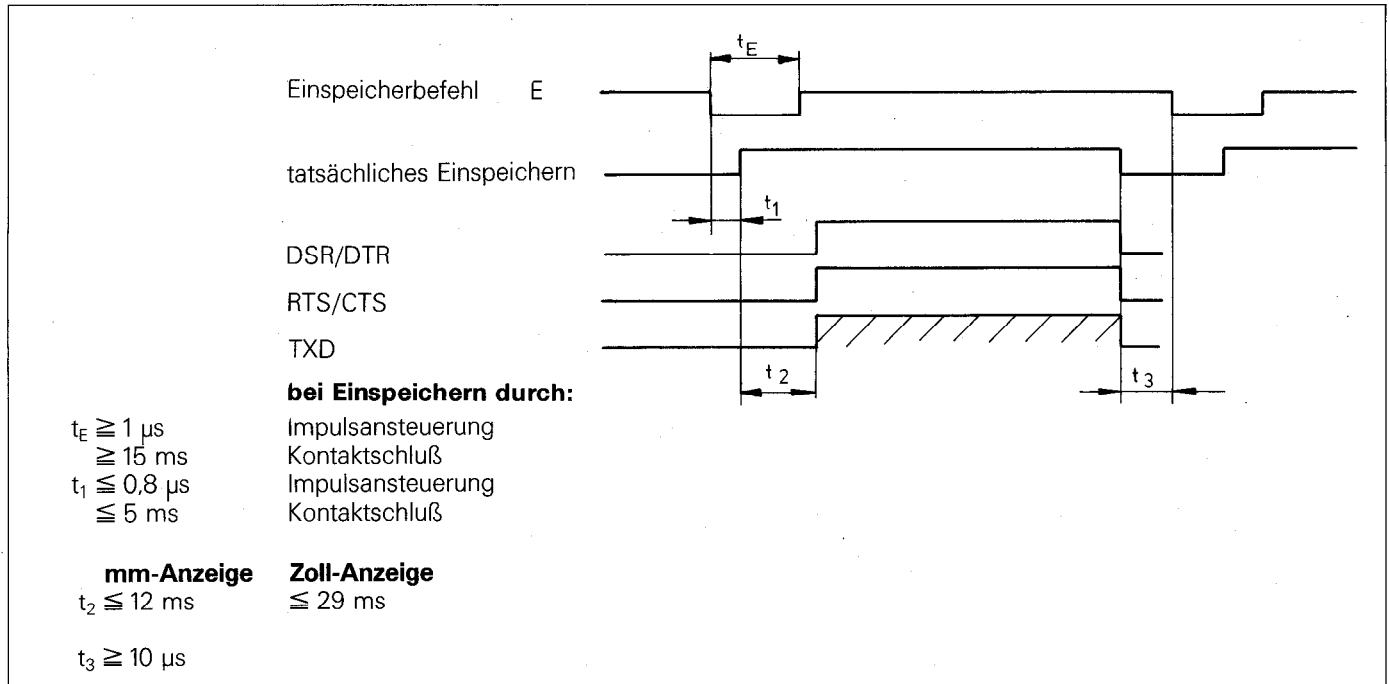 t_E
Einspeicherbefehl E
tatsächliches Einspeichern
t₁
DSR/DTR
RTS/CTS
TXD
t₂
t₃
bei Einspeichern durch:
t_E ≧ 1 µs Impulsansteuerung
≧ 15 ms Kontaktschluß
t₁ ≦ 0,8 µs Impulsansteuerung
≦ 5 ms Kontaktschluß
mm-Anzeige Zoll-Anzeige
t₂ ≦ 12 ms ≦ 29 ms
t₃ ≧ 10 µs